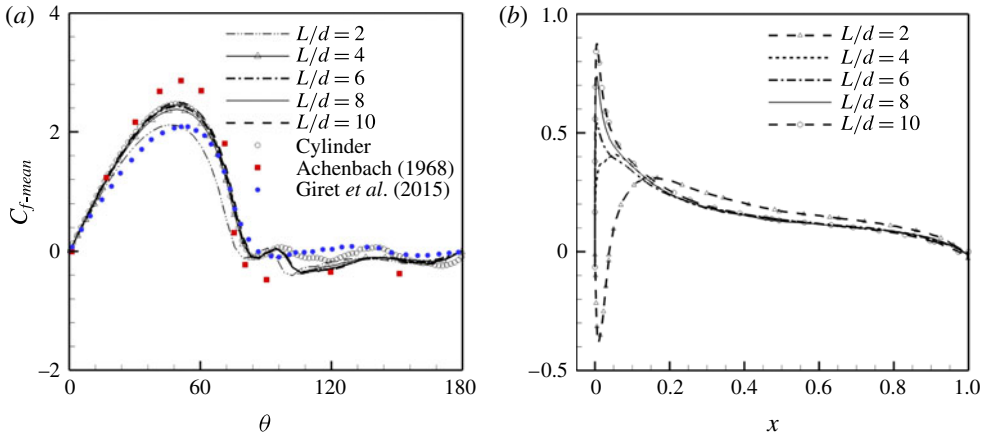 (a)
4
2
0
−2
C_f-mean
0
60
120
180
θ
L/d = 2
L/d = 4
L/d = 6
L/d = 8
L/d = 10
Cylinder
Achenbach (1968)
Giret et al. (2015)
(b)
1.0
0.5
0
−0.5
0
0.2
0.4
0.6
0.8
1.0
x
L/d = 2
L/d = 4
L/d = 6
L/d = 8
L/d = 10